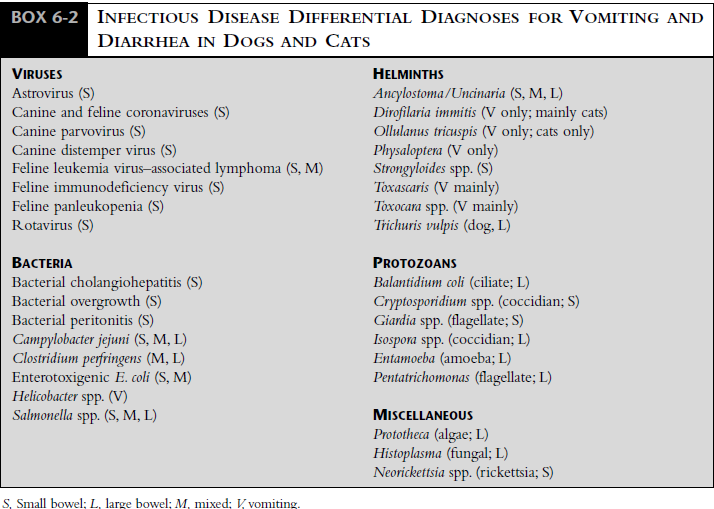 BOX 6-2
INFECTIOUS DISEASE DIFFERENTIAL DIAGNOSES FOR VOMITING AND
DIARRHEA IN DOGS AND CATS
VIRUSES
Astrovirus (S)
Canine and feline coronaviruses (S)
Canine parvovirus (S)
Canine distemper virus (S)
Feline leukemia virus–associated lymphoma (S, M)
Feline immunodeficiency virus (S)
Feline panleukopenia (S)
Rotavirus (S)
BACTERIA
Bacterial cholangiohepatitis (S)
Bacterial overgrowth (S)
Bacterial peritonitis (S)
Campylobacter jejuni (S, M, L)
Clostridium perfringens (M, L)
Enterotoxigenic E. coli (S, M)
Helicobacter spp. (V)
Salmonella spp. (S, M, L)
HELMINTHS
Ancylostoma/Uncinaria (S, M, L)
Dirofilaria immitis (V only; mainly cats)
Ollulanus tricuspis (V only; cats only)
Physaloptera (V only)
Strongyloides spp. (S)
Toxascaris (V mainly)
Toxocara spp. (V mainly)
Trichuris vulpis (dog, L)
PROTOZOANS
Balantidium coli (ciliate; L)
Cryptosporidium spp. (coccidian; S)
Giardia spp. (flagellate; S)
Isospora spp. (coccidian; L)
Entamoeba (amoeba; L)
Pentatrichomonas (flagellate; L)
MISCELLANEOUS
Prototheca (algae; L)
Histoplasma (fungal; L)
Neorickettsia spp. (rickettsia; S)
S, Small bowel; L, large bowel; M, mixed; V, vomiting.